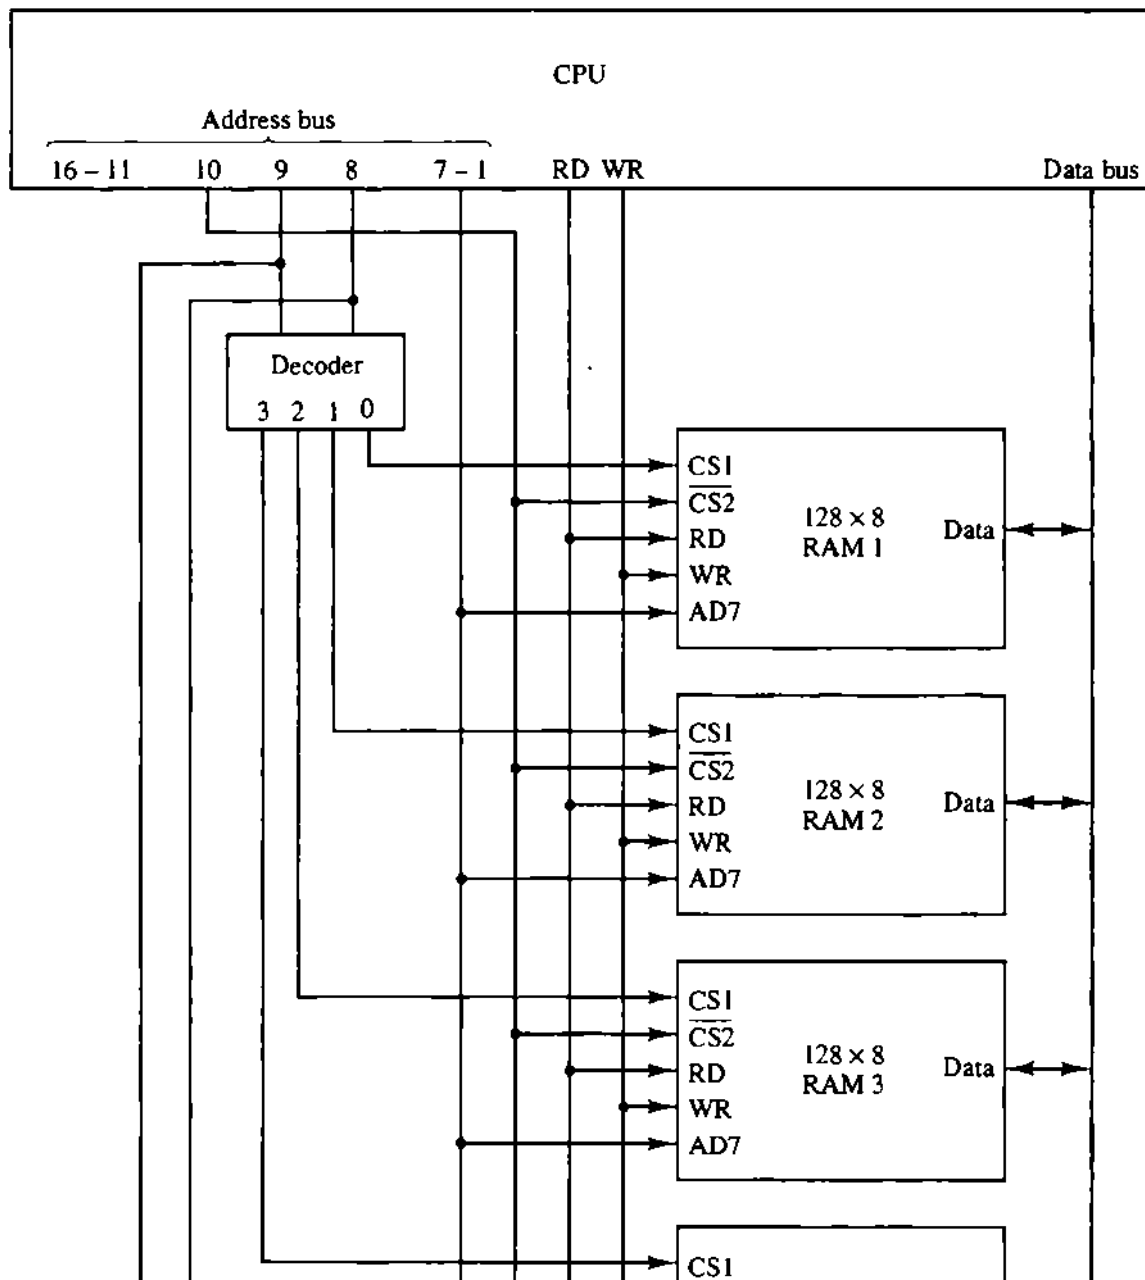 CPU
Address bus
16 – 11 10 9 8 7 – 1 RD WR Data bus
Decoder
3 2 1 0
CS1
CS2
RD
WR
AD7
128 × 8
RAM 1
Data
CS1
CS2
RD
WR
AD7
128 × 8
RAM 2
Data
CS1
CS2
RD
WR
AD7
128 × 8
RAM 3
Data
CS1